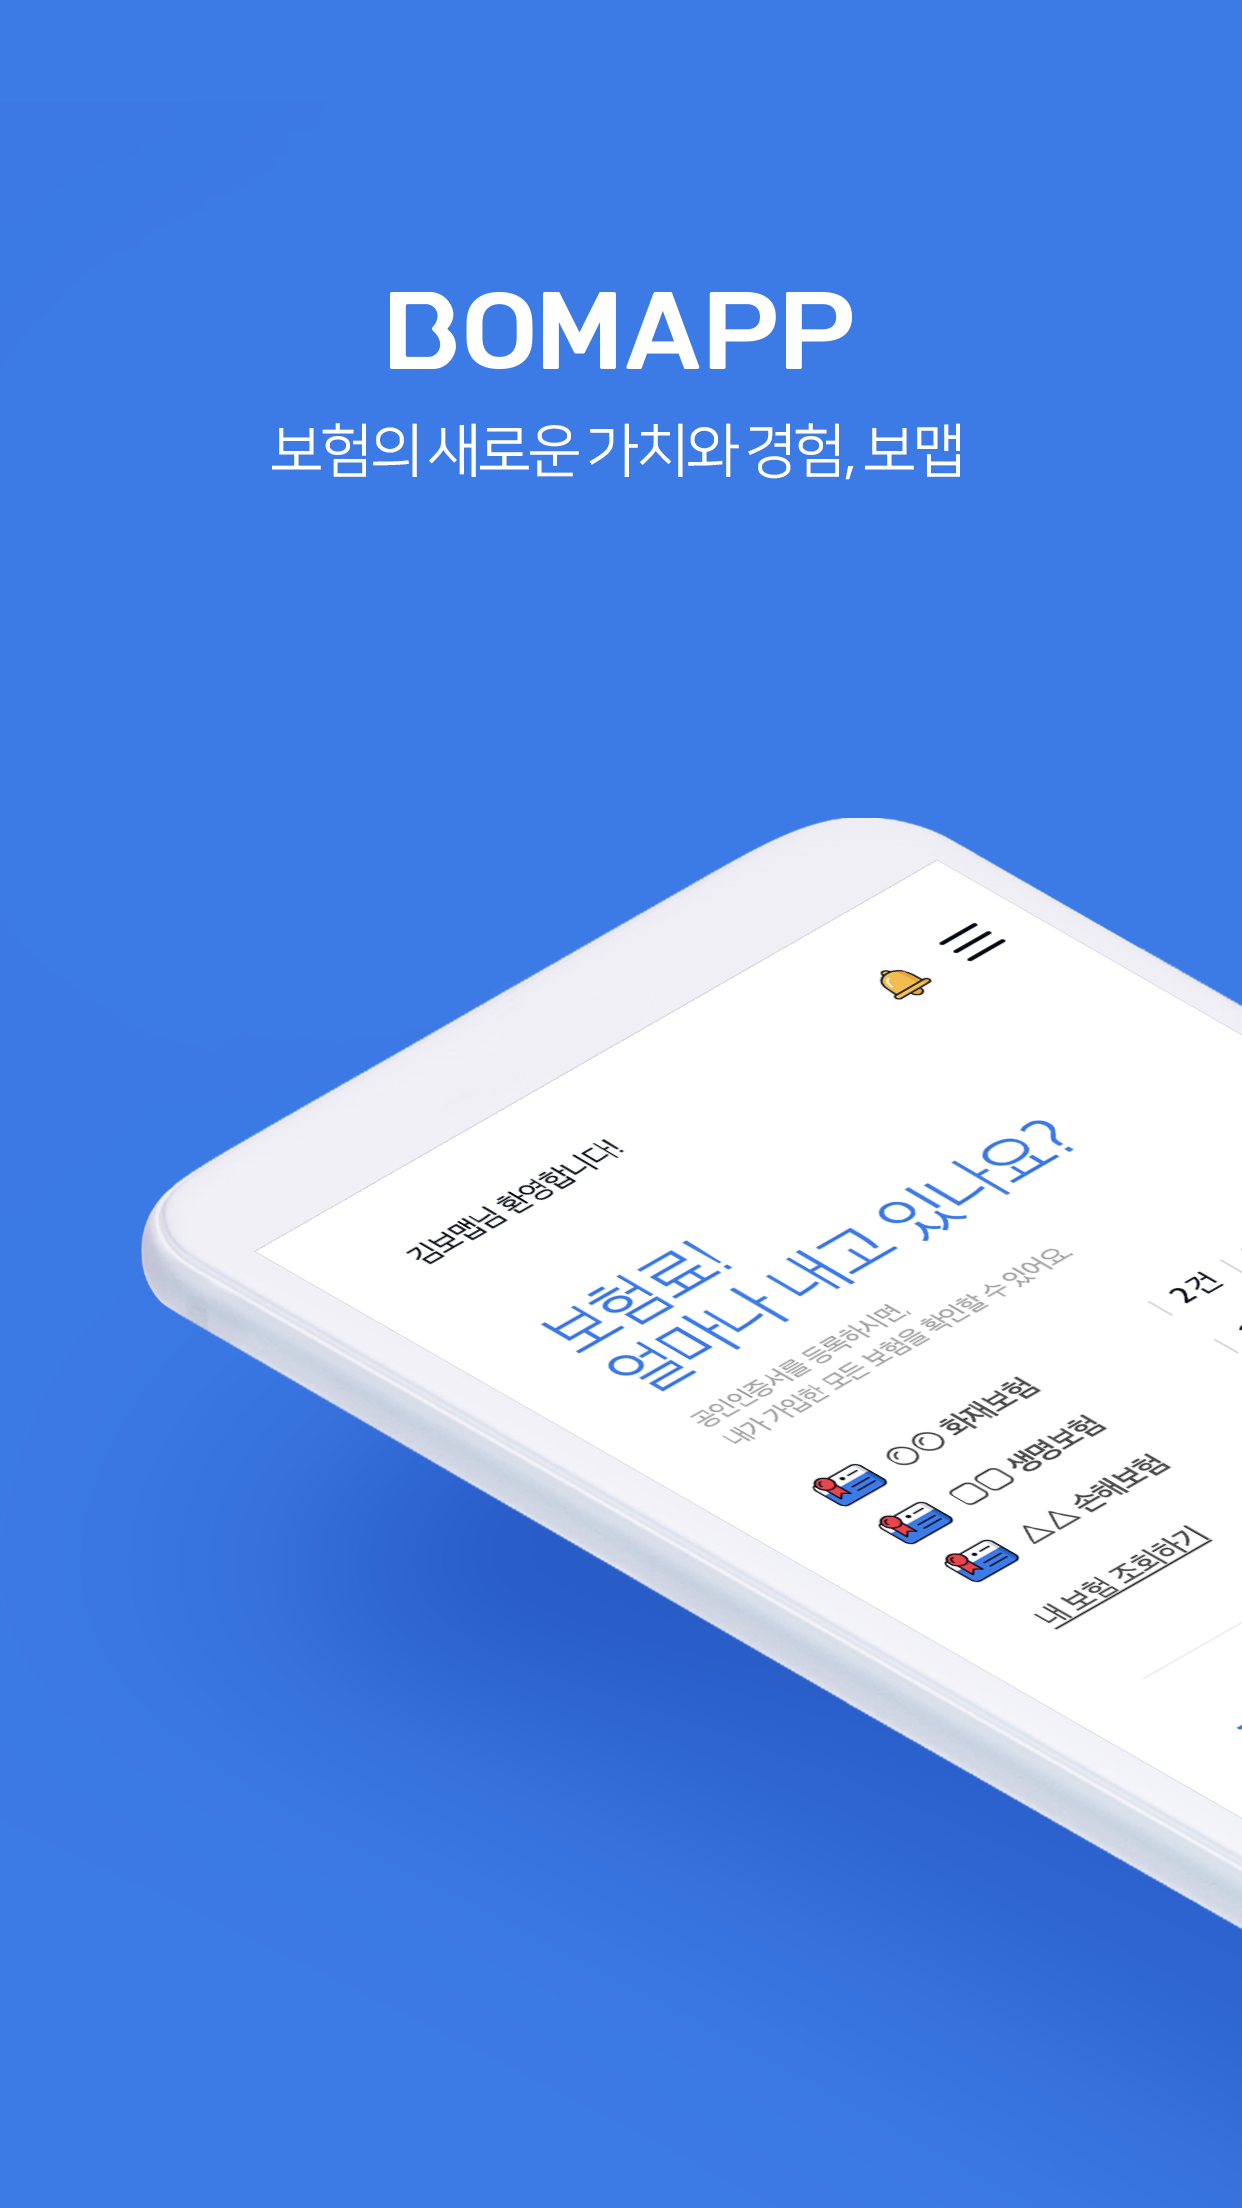 BOMAPP
보험의 새로운 가치와 경험, 보맵
김보맵님 환영합니다!
보험료!
얼마나 내고 있나요?
공인인증서를 등록하시면,
내가 가입한 모든 보험을 확인할 수 있어요.
○○ 화재보험 | 2건 |
□□ 생명보험 |
△△ 손해보험
내 보험 조회하기